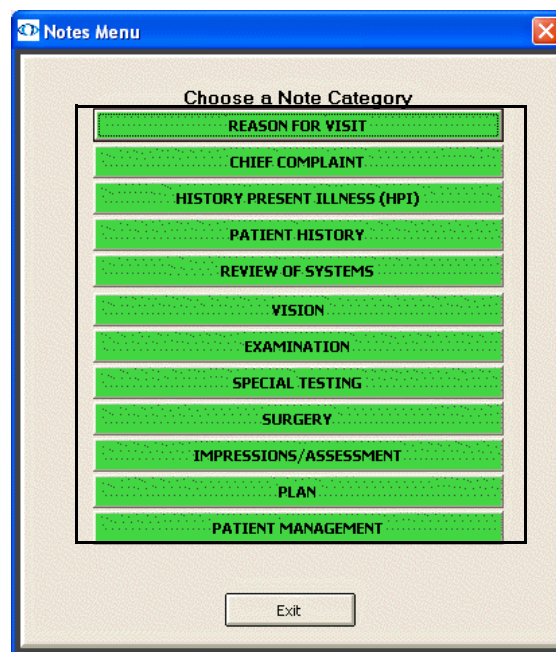 Notes Menu
Choose a Note Category
REASON FOR VISIT
CHIEF COMPLAINT
HISTORY PRESENT ILLNESS (HPI)
PATIENT HISTORY
REVIEW OF SYSTEMS
VISION
EXAMINATION
SPECIAL TESTING
SURGERY
IMPRESSIONS/ASSESSMENT
PLAN
PATIENT MANAGEMENT
Exit